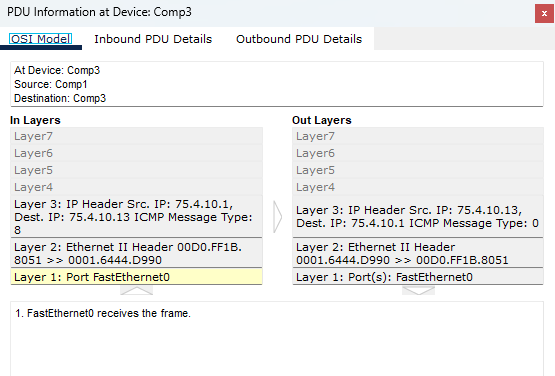 PDU Information at Device: Comp3
x
OSI Model Inbound PDU Details Outbound PDU Details
At Device: Comp3
Source: Comp1
Destination: Comp3
In Layers
Layer7
Layer6
Layer5
Layer4
Layer 3: IP Header Src. IP: 75.4.10.1,
Dest. IP: 75.4.10.13 ICMP Message Type:
8
Layer 2: Ethernet II Header 00D0.FF1B.
8051 >> 0001.6444.D990
Layer 1: Port FastEthernet0
Out Layers
Layer7
Layer6
Layer5
Layer4
Layer 3: IP Header Src. IP: 75.4.10.13,
Dest. IP: 75.4.10.1 ICMP Message Type: 0
Layer 2: Ethernet II Header
0001.6444.D990 >> 00D0.FF1B.8051
Layer 1: Port(s): FastEthernet0
1. FastEthernet0 receives the frame.